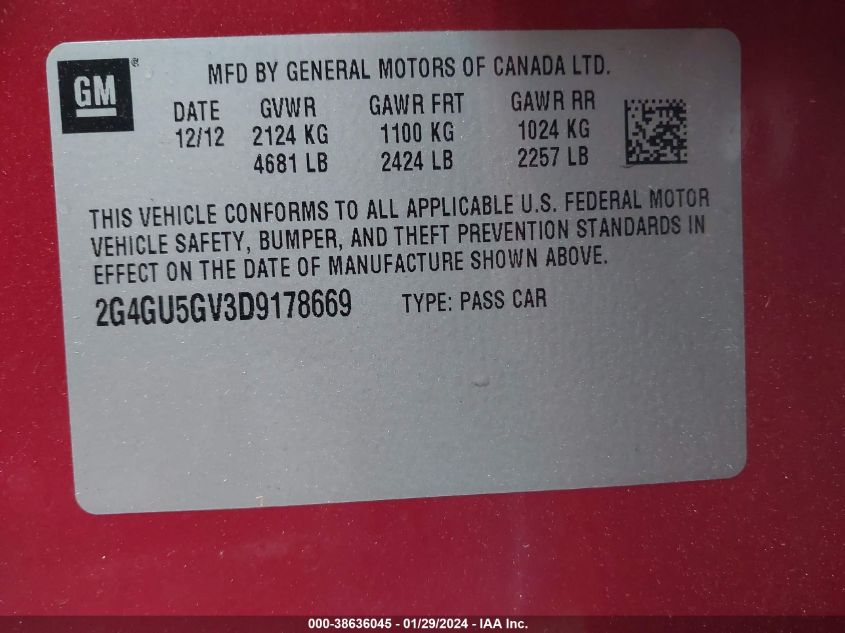 GM®
MFD BY GENERAL MOTORS OF CANADA LTD.
DATE GVWR GAWR FRT GAWR RR
12/12 2124 KG 1100 KG 1024 KG
4681 LB 2424 LB 2257 LB
THIS VEHICLE CONFORMS TO ALL APPLICABLE U.S. FEDERAL MOTOR
VEHICLE SAFETY, BUMPER, AND THEFT PREVENTION STANDARDS IN
EFFECT ON THE DATE OF MANUFACTURE SHOWN ABOVE.
2G4GU5GV3D9178669 TYPE: PASS CAR
000-38636045 - 01/29/2024 - IAA Inc.